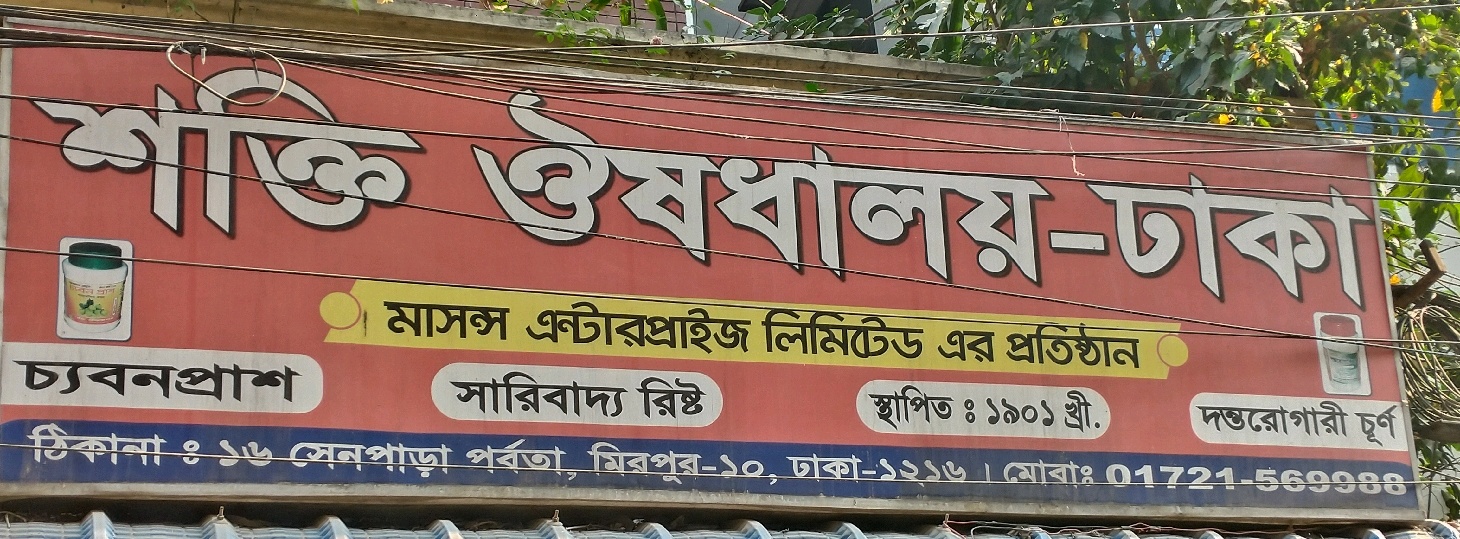 শক্তি ঔষধালয়-ঢাকা
মাসন্স এন্টারপ্রাইজ লিমিটেড এর প্রতিষ্ঠান
চ্যবনপ্রাশ
সারিবাদ্য রিষ্ট
স্থাপিত ঃ ১৯০১ খ্রী.
দন্তরোগারী চূর্ণ
ঠিকানা ঃ ১৬ সেনপাড়া পর্বতা, মিরপুর-১০, ঢাকা-১২১৬ । মোবাঃ 01721-569988